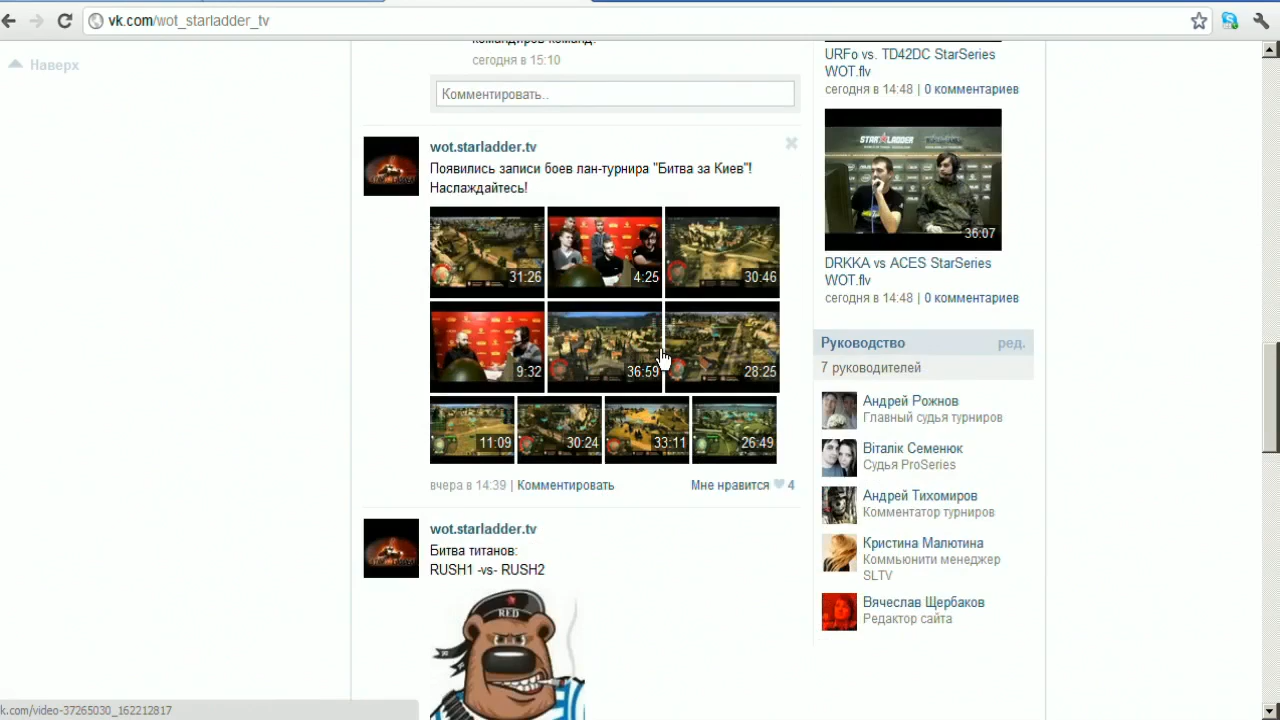 vk.com/wot_starladder_tv
Наверх
командиров команд.
сегодня в 15:10
Комментировать..
wot.starladder.tv
Появились записи боев лан-турнира "Битва за Киев"!
Наслаждайтесь!
31:26
4:25
30:46
9:32
36:59
28:25
11:09
30:24
33:11
26:49
вчера в 14:39 | Комментировать
Мне нравится 4
wot.starladder.tv
Битва титанов:
RUSH1 -vs- RUSH2
RED
URFo vs. TD42DC StarSeries
WOT.flv
сегодня в 14:48 | 0 комментариев
STARLADDER
36:07
DRKKA vs ACES StarSeries
WOT.flv
сегодня в 14:48 | 0 комментариев
Руководство ред.
7 руководителей
Андрей Рожнов
Главный судья турниров
Віталік Семенюк
Судья ProSeries
Андрей Тихомиров
Комментатор турниров
Кристина Малютина
Коммьюнити менеджер
SLTV
Вячеслав Щербаков
Редактор сайта
k.com/video-37265030_162212817